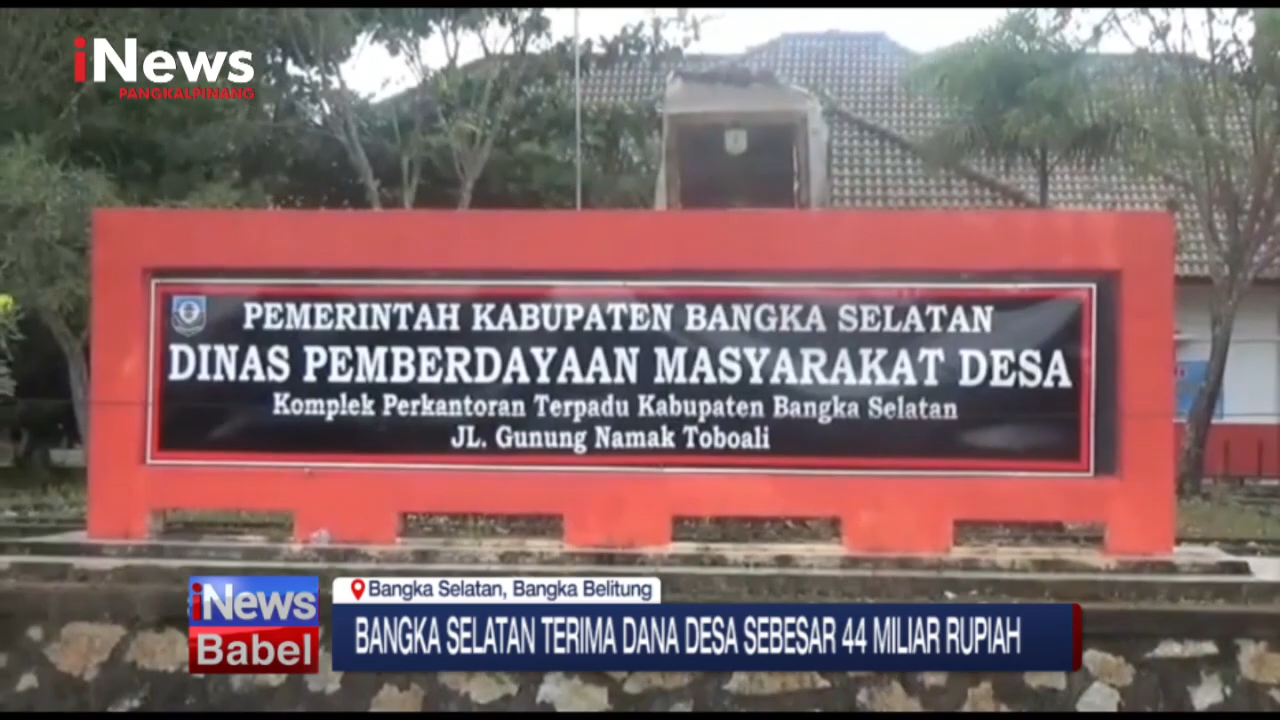 iNews
PANGKALPINANG
PEMERINTAH KABUPATEN BANGKA SELATAN
DINAS PEMBERDAYAAN MASYARAKAT DESA
Komplek Perkantoran Terpadu Kabupaten Bangka Selatan
JL. Gunung Namak Toboali
iNews
Babel
Bangka Selatan, Bangka Belitung
BANGKA SELATAN TERIMA DANA DESA SEBESAR 44 MILIAR RUPIAH